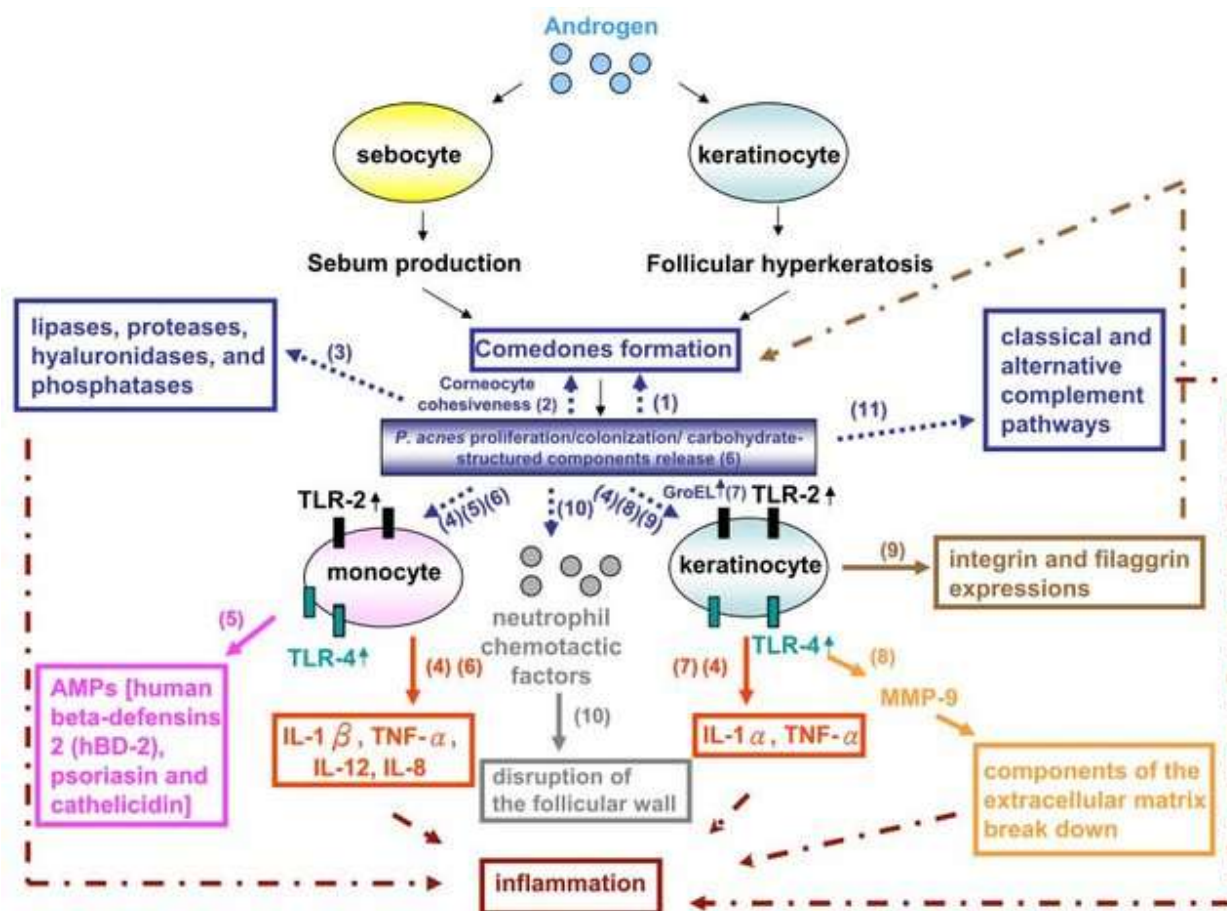 Androgen
sebocyte
keratinocyte
Sebum production
Follicular hyperkeratosis
lipases, proteases,
hyaluronidases, and
phosphatases
(3)
Comedones formation
classical and
alternative
complement
pathways
Corneocyte
cohesiveness (2)
(1)
(11)
P. acnes proliferation/colonization/ carbohydrate-
structured components release (6)
TLR-2
(4)(5)(6)
(10)
(4)(8)(9)
GroEL (7)
TLR-2
monocyte
keratinocyte
(9)
integrin and filaggrin
expressions
neutrophil
chemotactic
factors
(5)
TLR-4
(4) (6)
(7) (4)
TLR-4
(8)
MMP-9
AMPs [human
beta-defensins
2 (hBD-2),
psoriasin and
cathelicidin]
(10)
IL-1 β, TNF-α,
IL-12, IL-8
IL-1 α, TNF-α
disruption of
the follicular wall
components of the
extracellular matrix
break down
inflammation